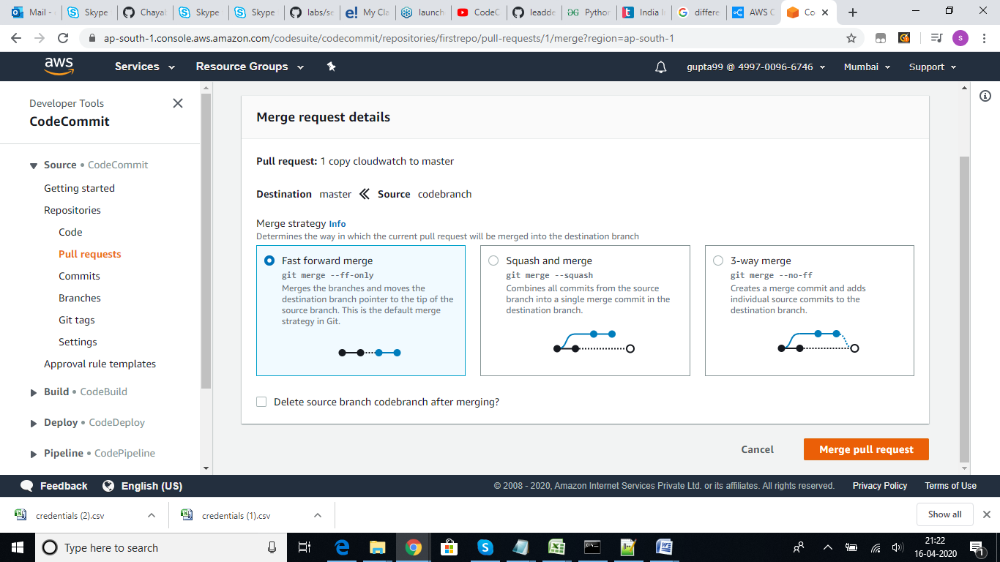 Mail -
Skype
Chayab
Skype
Skype
labs/se
My Cla
launch
CodeC
leadde
Python
India I
differe
AWS C
Co
ap-south-1.console.aws.amazon.com/codesuite/codecommit/repositories/firstrepo/pull-requests/1/merge?region=ap-south-1
s
aws
Services
Resource Groups
gupta99 @ 4997-0096-6746
Mumbai
Support
Developer Tools
CodeCommit
Source • CodeCommit
Getting started
Repositories
Code
Pull requests
Commits
Branches
Git tags
Settings
Approval rule templates
Build • CodeBuild
Deploy • CodeDeploy
Pipeline • CodePipeline
Merge request details
Pull request: 1 copy cloudwatch to master
Destination master Source codebranch
Merge strategy Info
Determines the way in which the current pull request will be merged into the destination branch
Fast forward merge
git merge --ff-only
Merges the branches and moves the
destination branch pointer to the tip of the
source branch. This is the default merge
strategy in Git.
Squash and merge
git merge --squash
Combines all commits from the source
branch into a single merge commit in the
destination branch.
3-way merge
git merge --no-ff
Creates a merge commit and adds
individual source commits to the
destination branch.
Delete source branch codebranch after merging?
Cancel
Merge pull request
Feedback
English (US)
© 2008 - 2020, Amazon Internet Services Private Ltd. or its affiliates. All rights reserved.
Privacy Policy
Terms of Use
credentials (2).csv
credentials (1).csv
Show all
Type here to search
21:22
16-04-2020
1